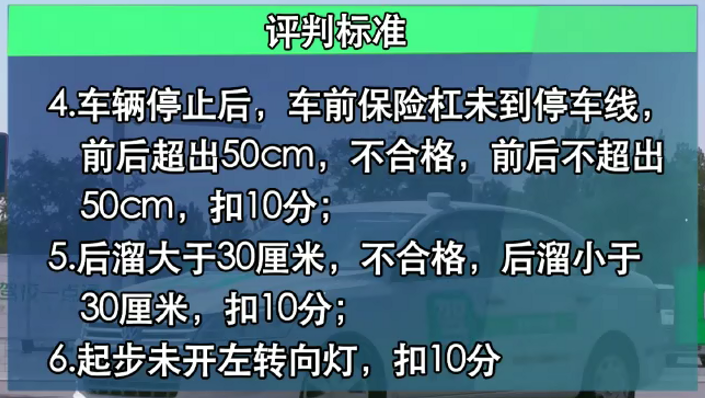 评判标准
4.车辆停止后，车前保险杠未到停车线，
前后超出50cm，不合格，前后不超出
50cm，扣10分；
5.后溜大于30厘米，不合格，后溜小于
30厘米，扣10分；
6.起步未开左转向灯，扣10分